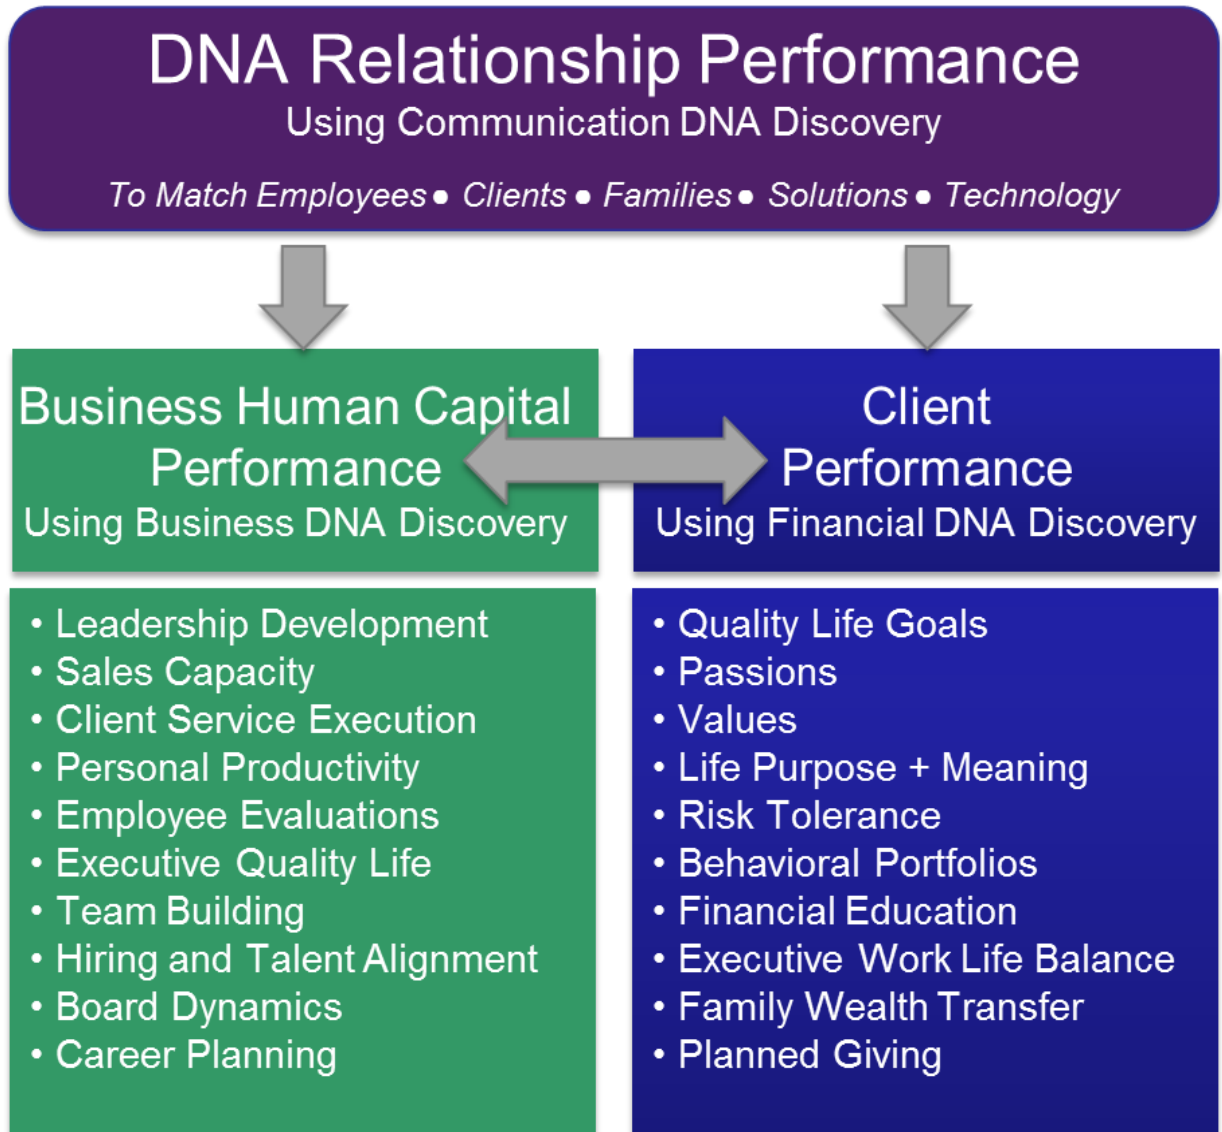 DNA Relationship Performance
Using Communication DNA Discovery
To Match Employees ● Clients ● Families ● Solutions ● Technology
Business Human Capital
Performance
Using Business DNA Discovery
• Leadership Development
• Sales Capacity
• Client Service Execution
• Personal Productivity
• Employee Evaluations
• Executive Quality Life
• Team Building
• Hiring and Talent Alignment
• Board Dynamics
• Career Planning
Client
Performance
Using Financial DNA Discovery
• Quality Life Goals
• Passions
• Values
• Life Purpose + Meaning
• Risk Tolerance
• Behavioral Portfolios
• Financial Education
• Executive Work Life Balance
• Family Wealth Transfer
• Planned Giving